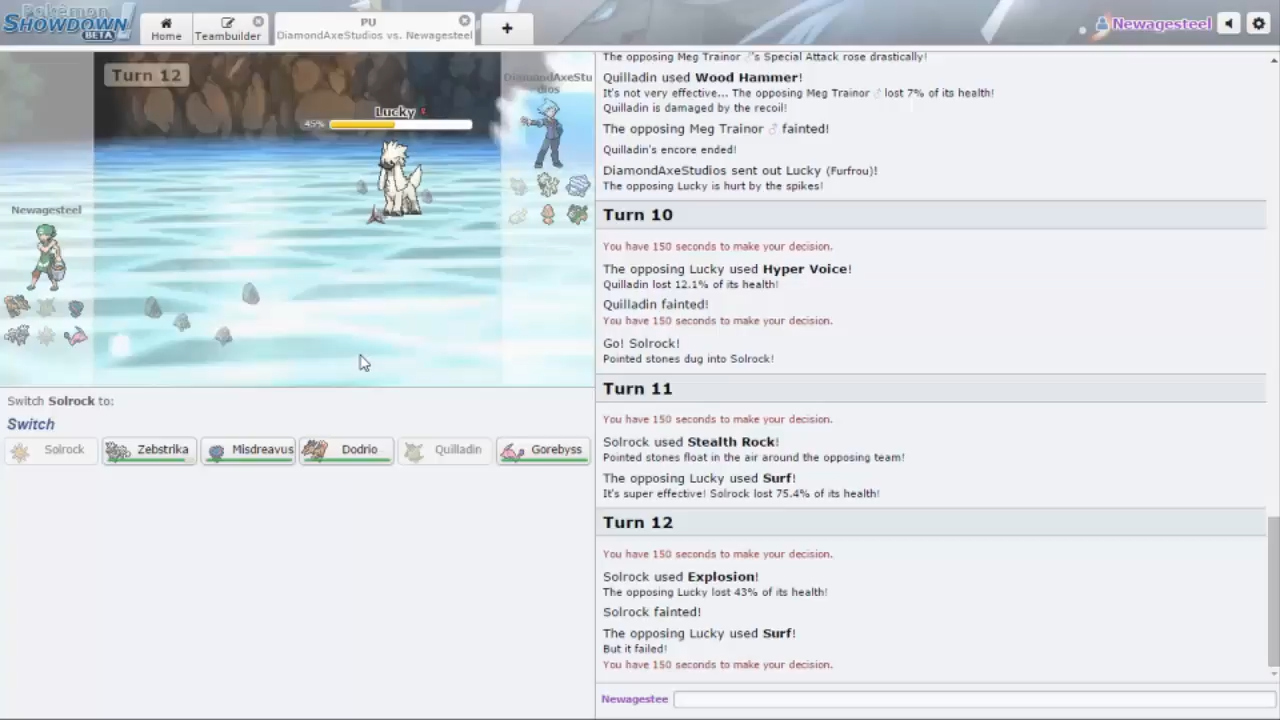 Pokémon
SHOWDOWN
BETA
Home
Teambuilder
PU
DiamondAxeStudios vs. Newagesteel
+
Newagesteel
Turn 12
DiamondAxeStu
dios
Lucky
45%
Newagesteel
Switch Solrock to:
Switch
Solrock
Zebstrika
Misdreavus
Dodrio
Quilladin
Gorebyss
The opposing Meg Trainor ♂'s Special Attack rose drastically!
Quilladin used Wood Hammer!
It's not very effective... The opposing Meg Trainor ♂ lost 7% of its health!
Quilladin is damaged by the recoil!
The opposing Meg Trainor ♂ fainted!
Quilladin's encore ended!
DiamondAxeStudios sent out Lucky (Furfrou)!
The opposing Lucky is hurt by the spikes!
Turn 10
You have 150 seconds to make your decision.
The opposing Lucky used Hyper Voice!
Quilladin lost 12.1% of its health!
Quilladin fainted!
You have 150 seconds to make your decision.
Go! Solrock!
Pointed stones dug into Solrock!
Turn 11
You have 150 seconds to make your decision.
Solrock used Stealth Rock!
Pointed stones float in the air around the opposing team!
The opposing Lucky used Surf!
It's super effective! Solrock lost 75.4% of its health!
Turn 12
You have 150 seconds to make your decision.
Solrock used Explosion!
The opposing Lucky lost 43% of its health!
Solrock fainted!
The opposing Lucky used Surf!
But it failed!
You have 150 seconds to make your decision.
Newagestee